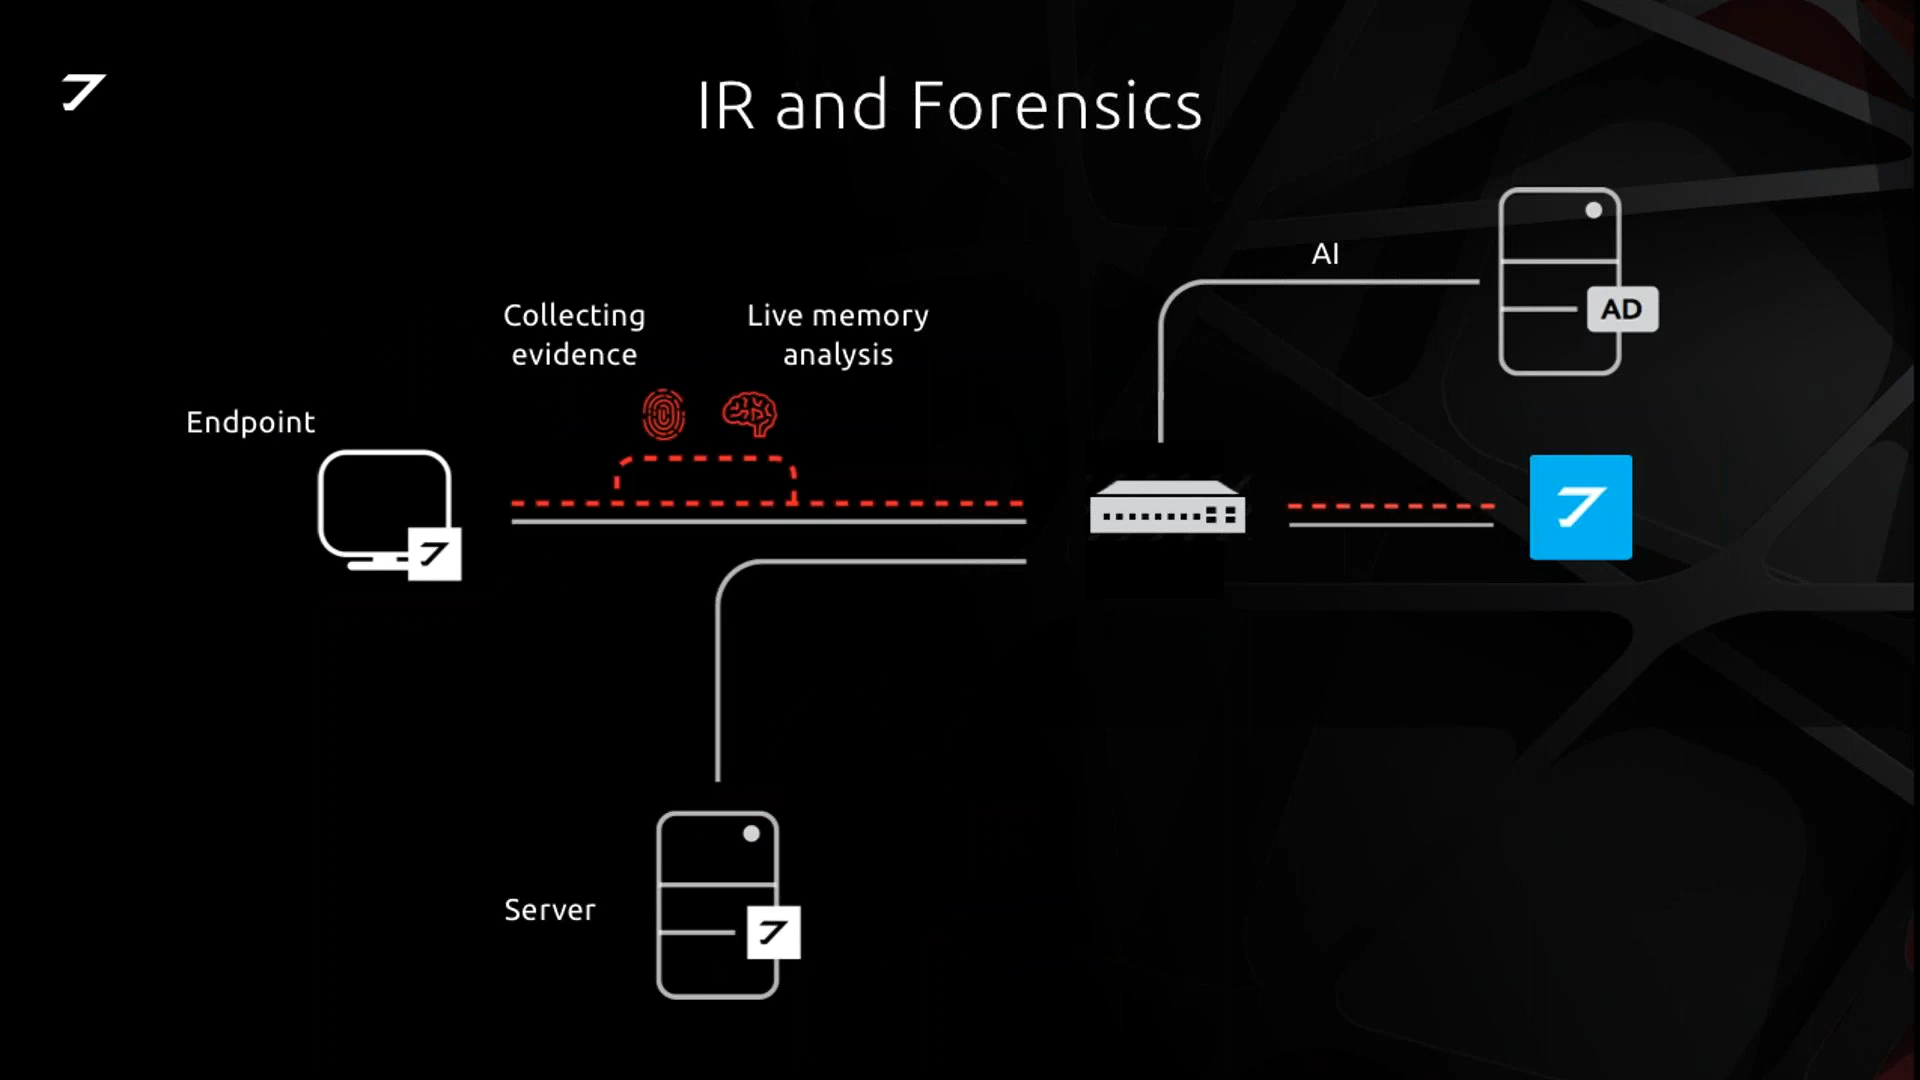 IR and Forensics
AI
AD
Collecting
evidence
Live memory
analysis
Endpoint
Server